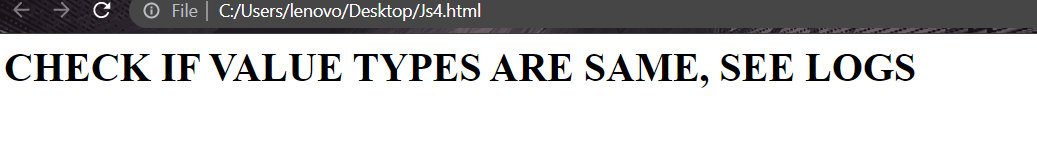 File | C:/Users/lenovo/Desktop/Js4.html
CHECK IF VALUE TYPES ARE SAME, SEE LOGS